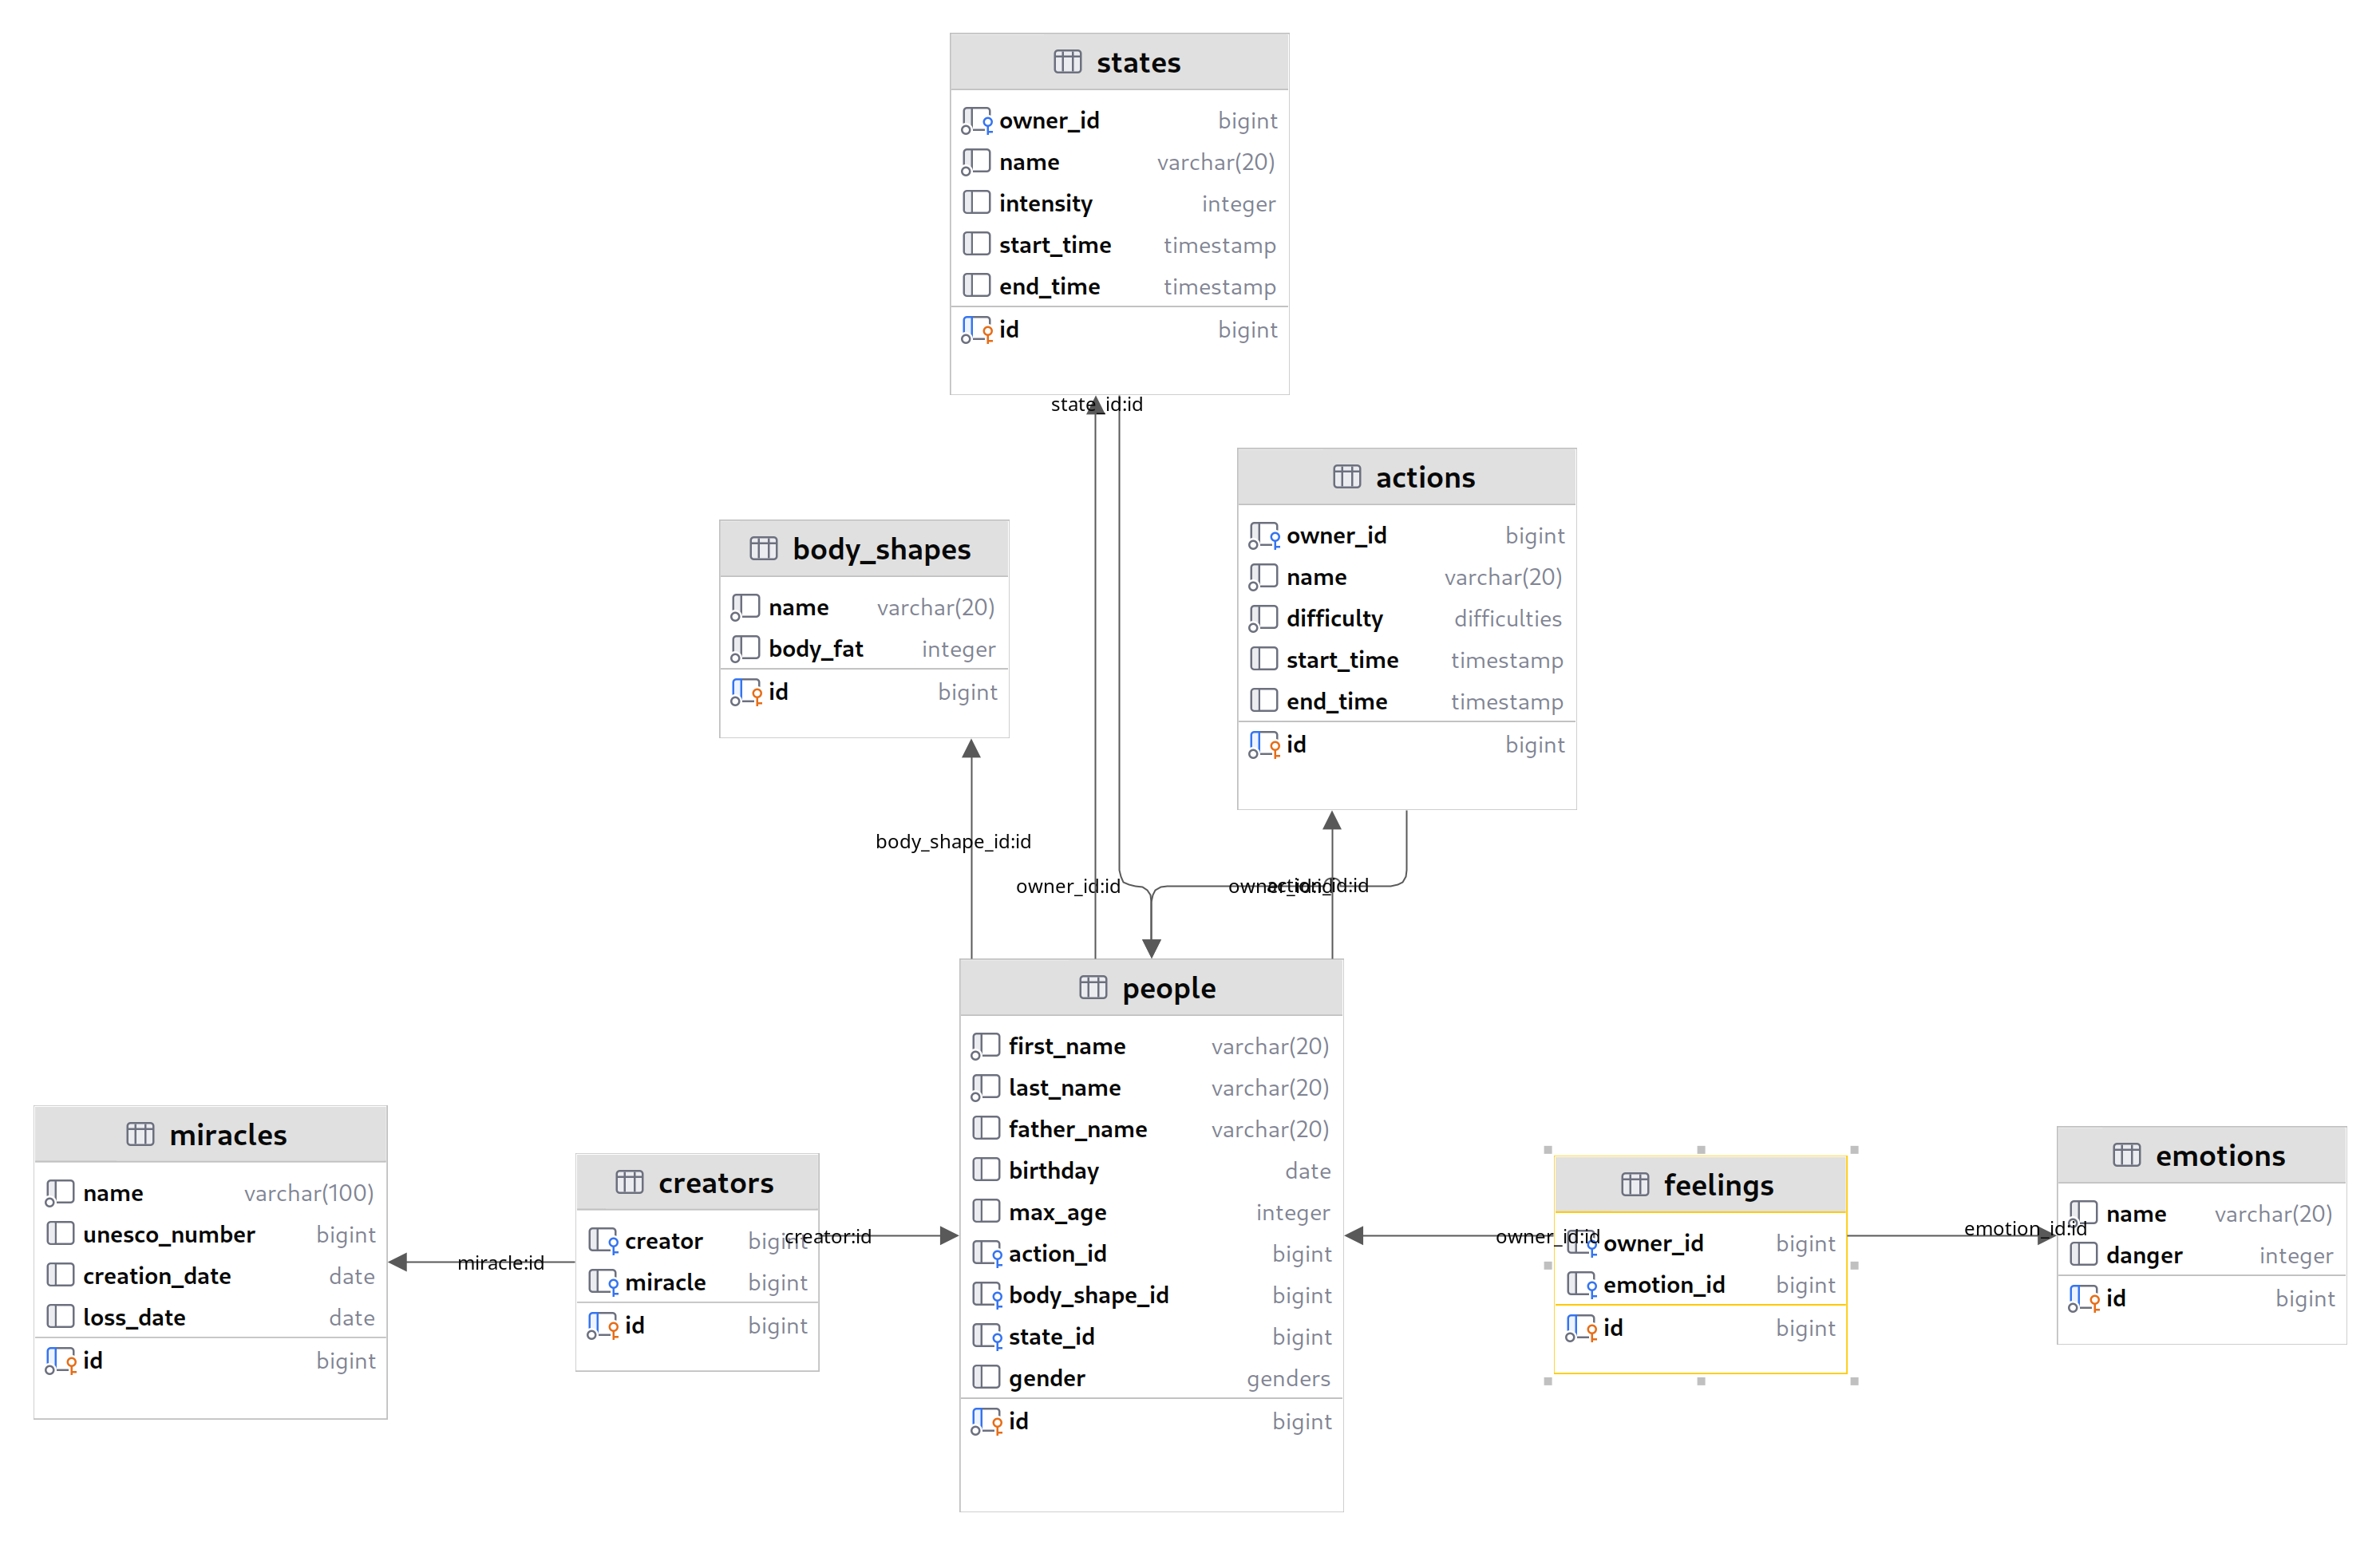 states
owner_id bigint
name varchar(20)
intensity integer
start_time timestamp
end_time timestamp
id bigint
state_id:id
actions
owner_id bigint
name varchar(20)
difficulty difficulties
start_time timestamp
end_time timestamp
id bigint
body_shapes
name varchar(20)
body_fat integer
id bigint
body_shape_id:id
owner_id:id
owner_id:id
action_id:id
people
first_name varchar(20)
last_name varchar(20)
father_name varchar(20)
birthday date
max_age integer
action_id bigint
body_shape_id bigint
state_id bigint
gender genders
id bigint
miracles
name varchar(100)
unesco_number bigint
creation_date date
loss_date date
id bigint
miracle:id
creators
creator bigint
miracle bigint
id bigint
creator:id
feelings
owner_id bigint
emotion_id bigint
id bigint
owner_id:id
emotion_id:id
emotions
name varchar(20)
danger integer
id bigint